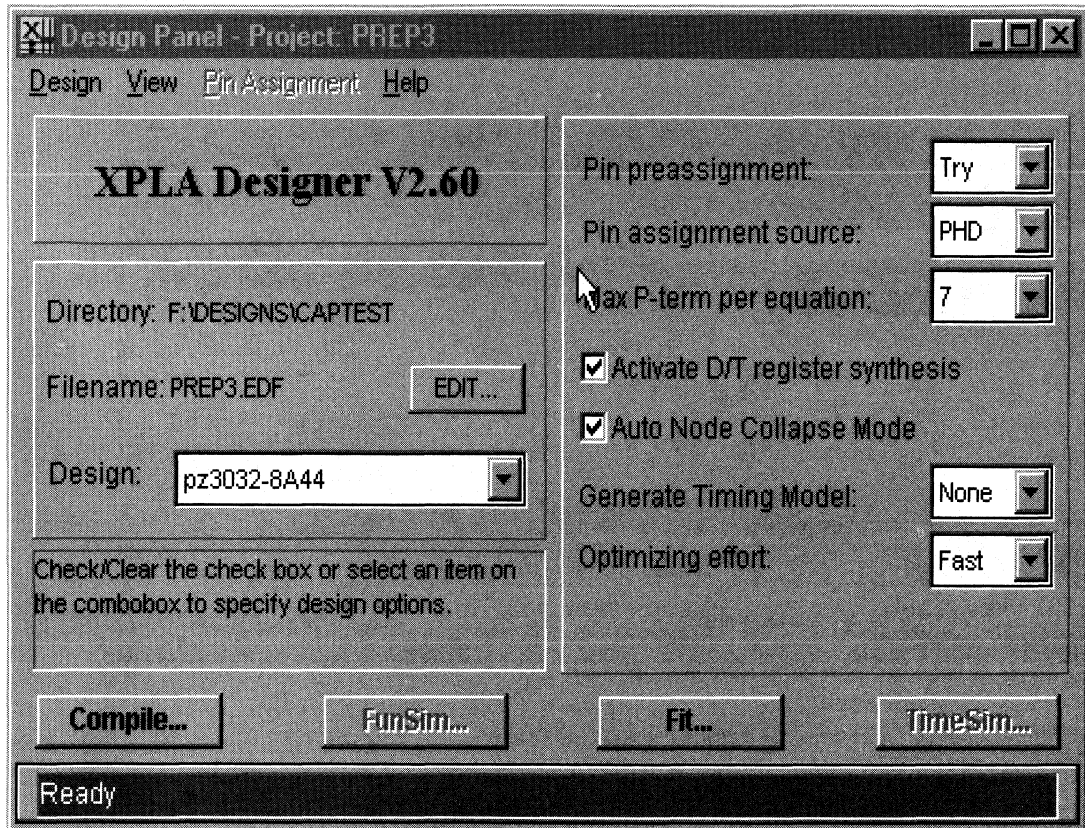 Design Panel - Project: PREP3
Design View Pin Assignment Help
XPLA Designer V2.60
Directory: F:\DESIGNS\CAPTEST
Filename: PREP3.EDF EDIT...
Design: pz3032-8A44
Check/Clear the check box or select an item on
the combobox to specify design options.
Pin preassignment: Try
Pin assignment source: PHD
Max P-term per equation: 7
Activate D/T register synthesis
Auto Node Collapse Mode
Generate Timing Model: None
Optimizing effort: Fast
Compile... FunSim... Fit... TimeSim...
Ready